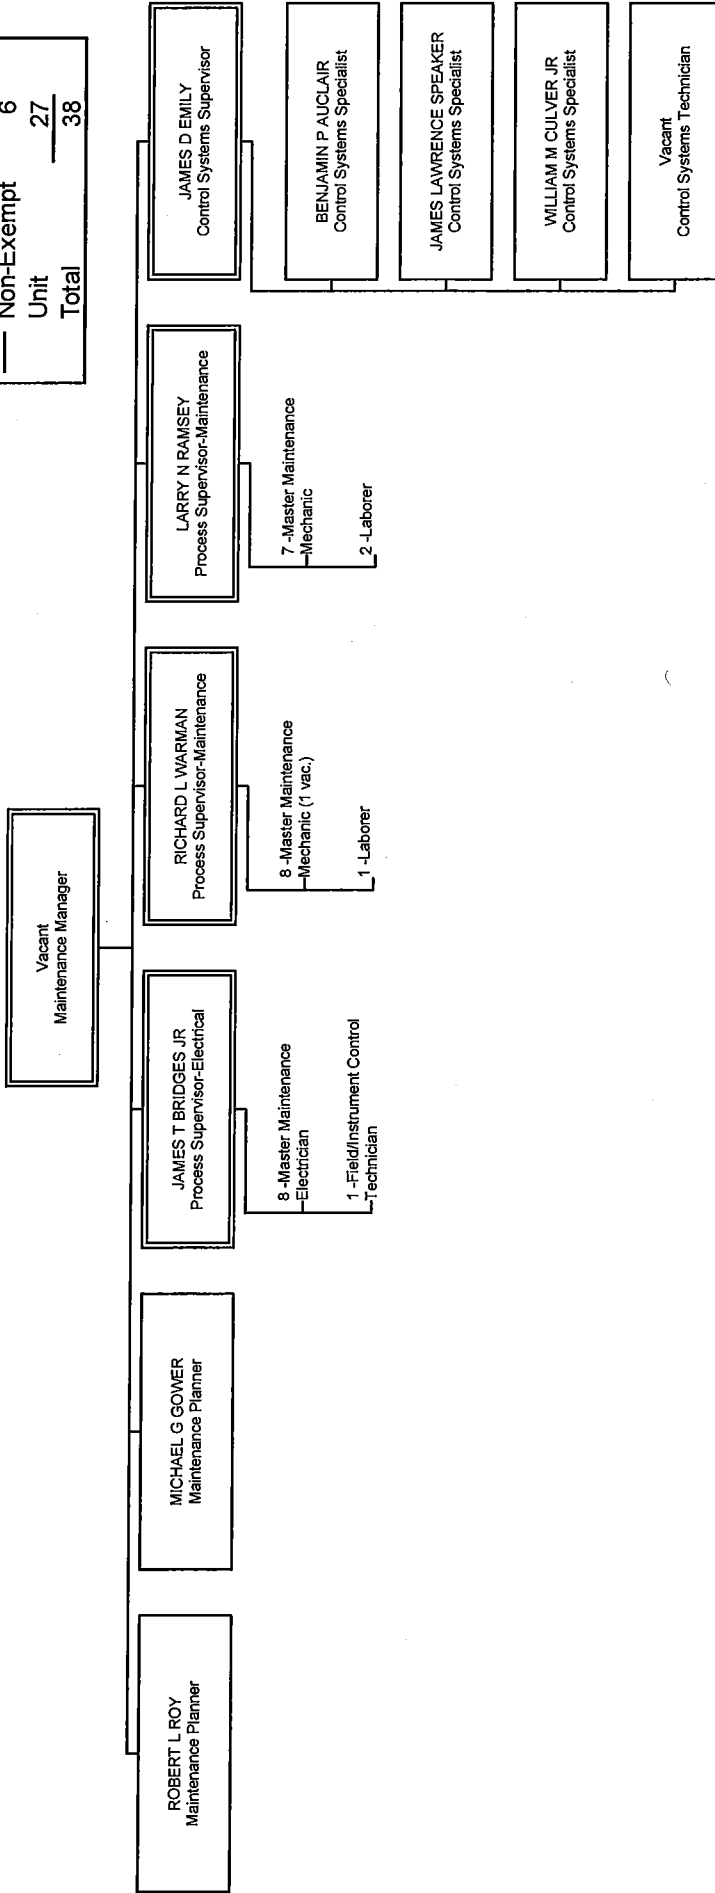 Non-Exempt 6
Unit 27
Total 38
Vacant
Maintenance Manager
ROBERT L ROY
Maintenance Planner
MICHAEL G GOWER
Maintenance Planner
JAMES T BRIDGES JR
Process Supervisor-Electrical
8 -Master Maintenance
Electrician
1 -Field/Instrument Control
Technician
RICHARD L WARMAN
Process Supervisor-Maintenance
8 -Master Maintenance
Mechanic (1 vac.)
1 -Laborer
LARRY N RAMSEY
Process Supervisor-Maintenance
7 -Master Maintenance
Mechanic
2 -Laborer
JAMES D EMILY
Control Systems Supervisor
BENJAMIN P AUCLAIR
Control Systems Specialist
JAMES LAWRENCE SPEAKER
Control Systems Specialist
WILLIAM M CULVER JR
Control Systems Specialist
Vacant
Control Systems Technician